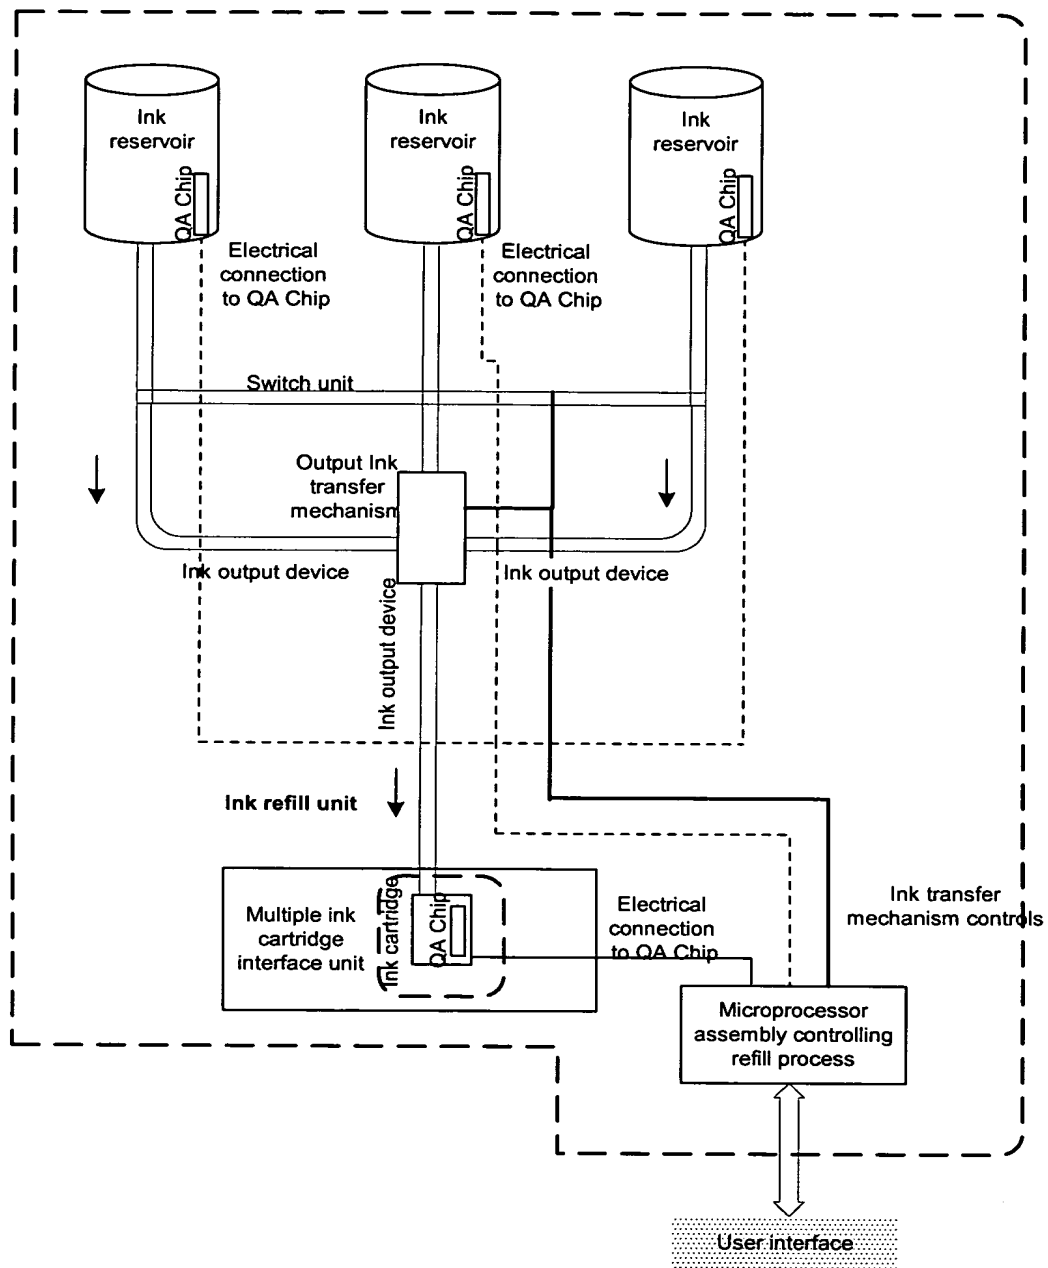 Ink
reservoir
QA Chip
Ink
reservoir
QA Chip
Ink
reservoir
QA Chip
Electrical
connection
to QA Chip
Electrical
connection
to QA Chip
Switch unit
Output Ink
transfer
mechanism
Ink output device
Ink output device
Ink output device
Ink refill unit
Multiple ink
cartridge
interface unit
Ink cartridge
QA Chip
Electrical
connection
to QA Chip
Ink transfer
mechanism controls
Microprocessor
assembly controlling
refill process
User interface